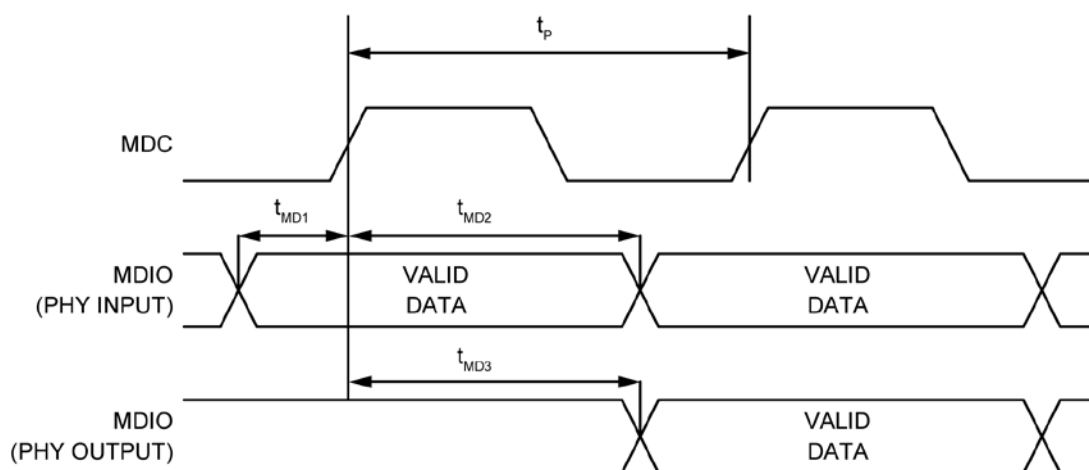 tP
MDC
tMD1
tMD2
MDIO
(PHY INPUT)
VALID
DATA
VALID
DATA
tMD3
MDIO
(PHY OUTPUT)
VALID
DATA